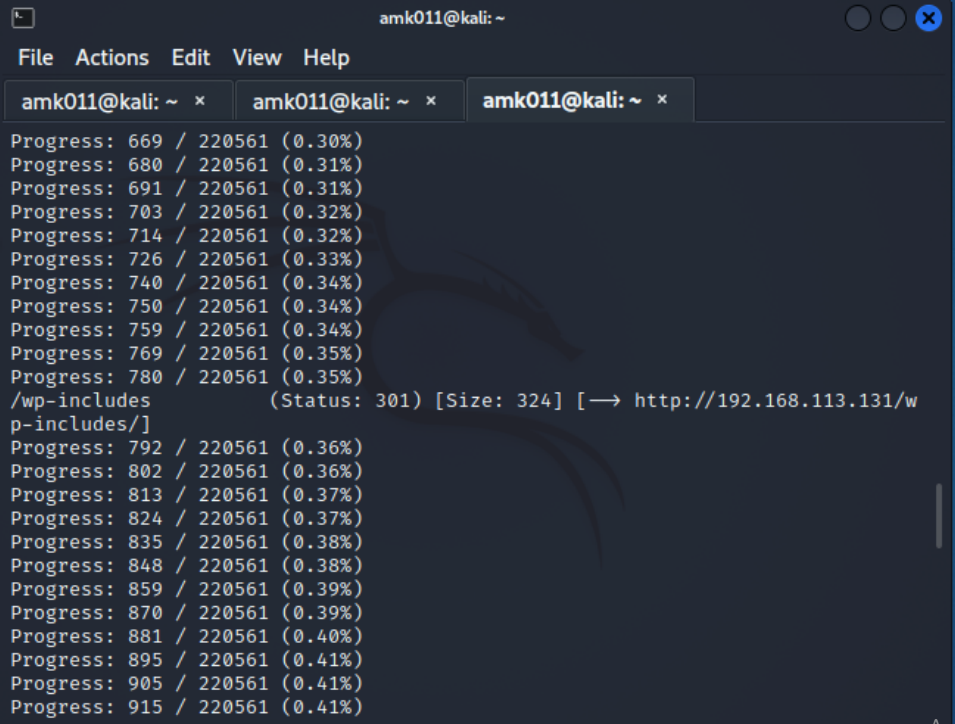 amk011@kali: ~
File Actions Edit View Help
amk011@kali: ~ × amk011@kali: ~ × amk011@kali: ~ ×
Progress: 669 / 220561 (0.30%)
Progress: 680 / 220561 (0.31%)
Progress: 691 / 220561 (0.31%)
Progress: 703 / 220561 (0.32%)
Progress: 714 / 220561 (0.32%)
Progress: 726 / 220561 (0.33%)
Progress: 740 / 220561 (0.34%)
Progress: 750 / 220561 (0.34%)
Progress: 759 / 220561 (0.34%)
Progress: 769 / 220561 (0.35%)
Progress: 780 / 220561 (0.35%)
/wp-includes          (Status: 301) [Size: 324] [--> http://192.168.113.131/w
p-includes/]
Progress: 792 / 220561 (0.36%)
Progress: 802 / 220561 (0.36%)
Progress: 813 / 220561 (0.37%)
Progress: 824 / 220561 (0.37%)
Progress: 835 / 220561 (0.38%)
Progress: 848 / 220561 (0.38%)
Progress: 859 / 220561 (0.39%)
Progress: 870 / 220561 (0.39%)
Progress: 881 / 220561 (0.40%)
Progress: 895 / 220561 (0.41%)
Progress: 905 / 220561 (0.41%)
Progress: 915 / 220561 (0.41%)